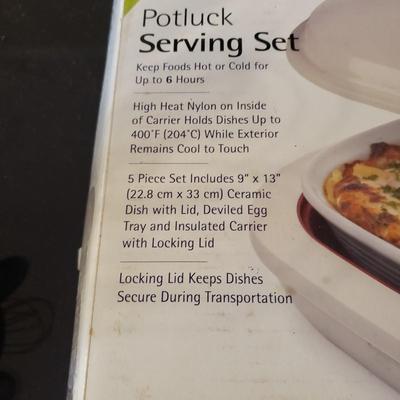 Potluck
Serving Set
Keep Foods Hot or Cold for
Up to 6 Hours
High Heat Nylon on Inside
of Carrier Holds Dishes Up to
400°F (204°C) While Exterior
Remains Cool to Touch
5 Piece Set Includes 9" x 13"
(22.8 cm x 33 cm) Ceramic
Dish with Lid, Deviled Egg
Tray and Insulated Carrier
with Locking Lid
Locking Lid Keeps Dishes
Secure During Transportation